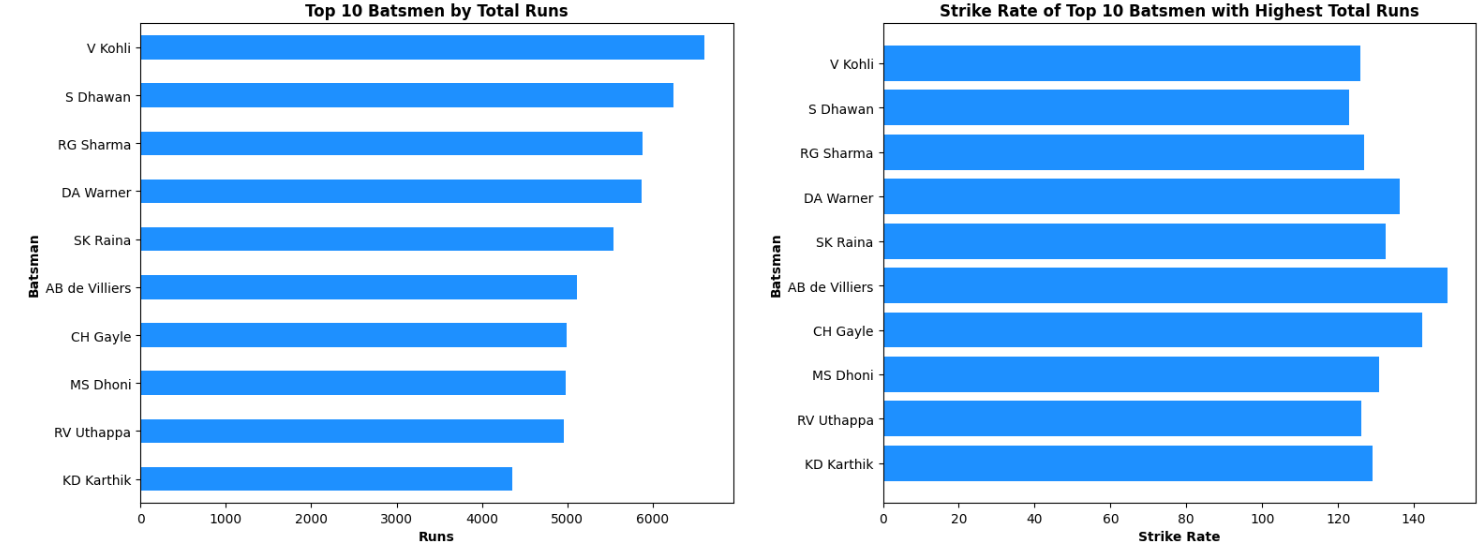 Top 10 Batsmen by Total Runs
V Kohli
S Dhawan
RG Sharma
DA Warner
SK Raina
AB de Villiers
CH Gayle
MS Dhoni
RV Uthappa
KD Karthik
Batsman
0 1000 2000 3000 4000 5000 6000
Runs
Strike Rate of Top 10 Batsmen with Highest Total Runs
V Kohli
S Dhawan
RG Sharma
DA Warner
SK Raina
AB de Villiers
CH Gayle
MS Dhoni
RV Uthappa
KD Karthik
Batsman
0 20 40 60 80 100 120 140
Strike Rate